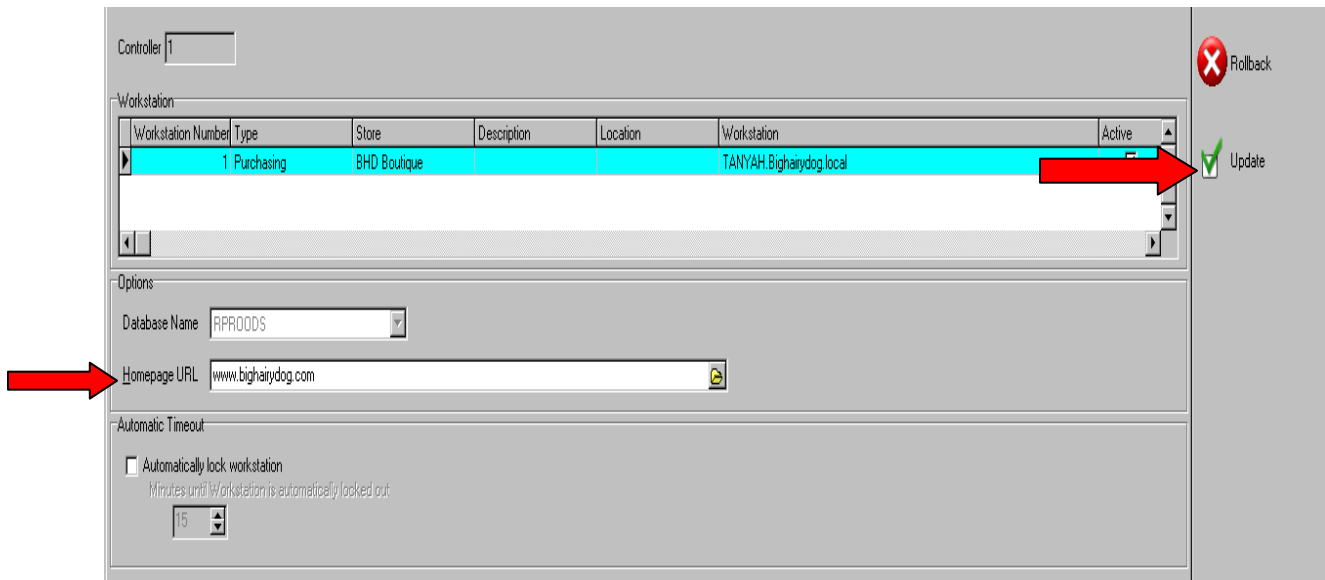 Controller 1
Rollback
Workstation
Workstation Number Type Store Description Location Workstation Active
1 Purchasing BHD Boutique TANYAH.Bighairydog.local
Update
Options
Database Name RPROODS
Homepage URL www.bighairydog.com
Automatic Timeout
Automatically lock workstation
Minutes until Workstation is automatically locked out
15